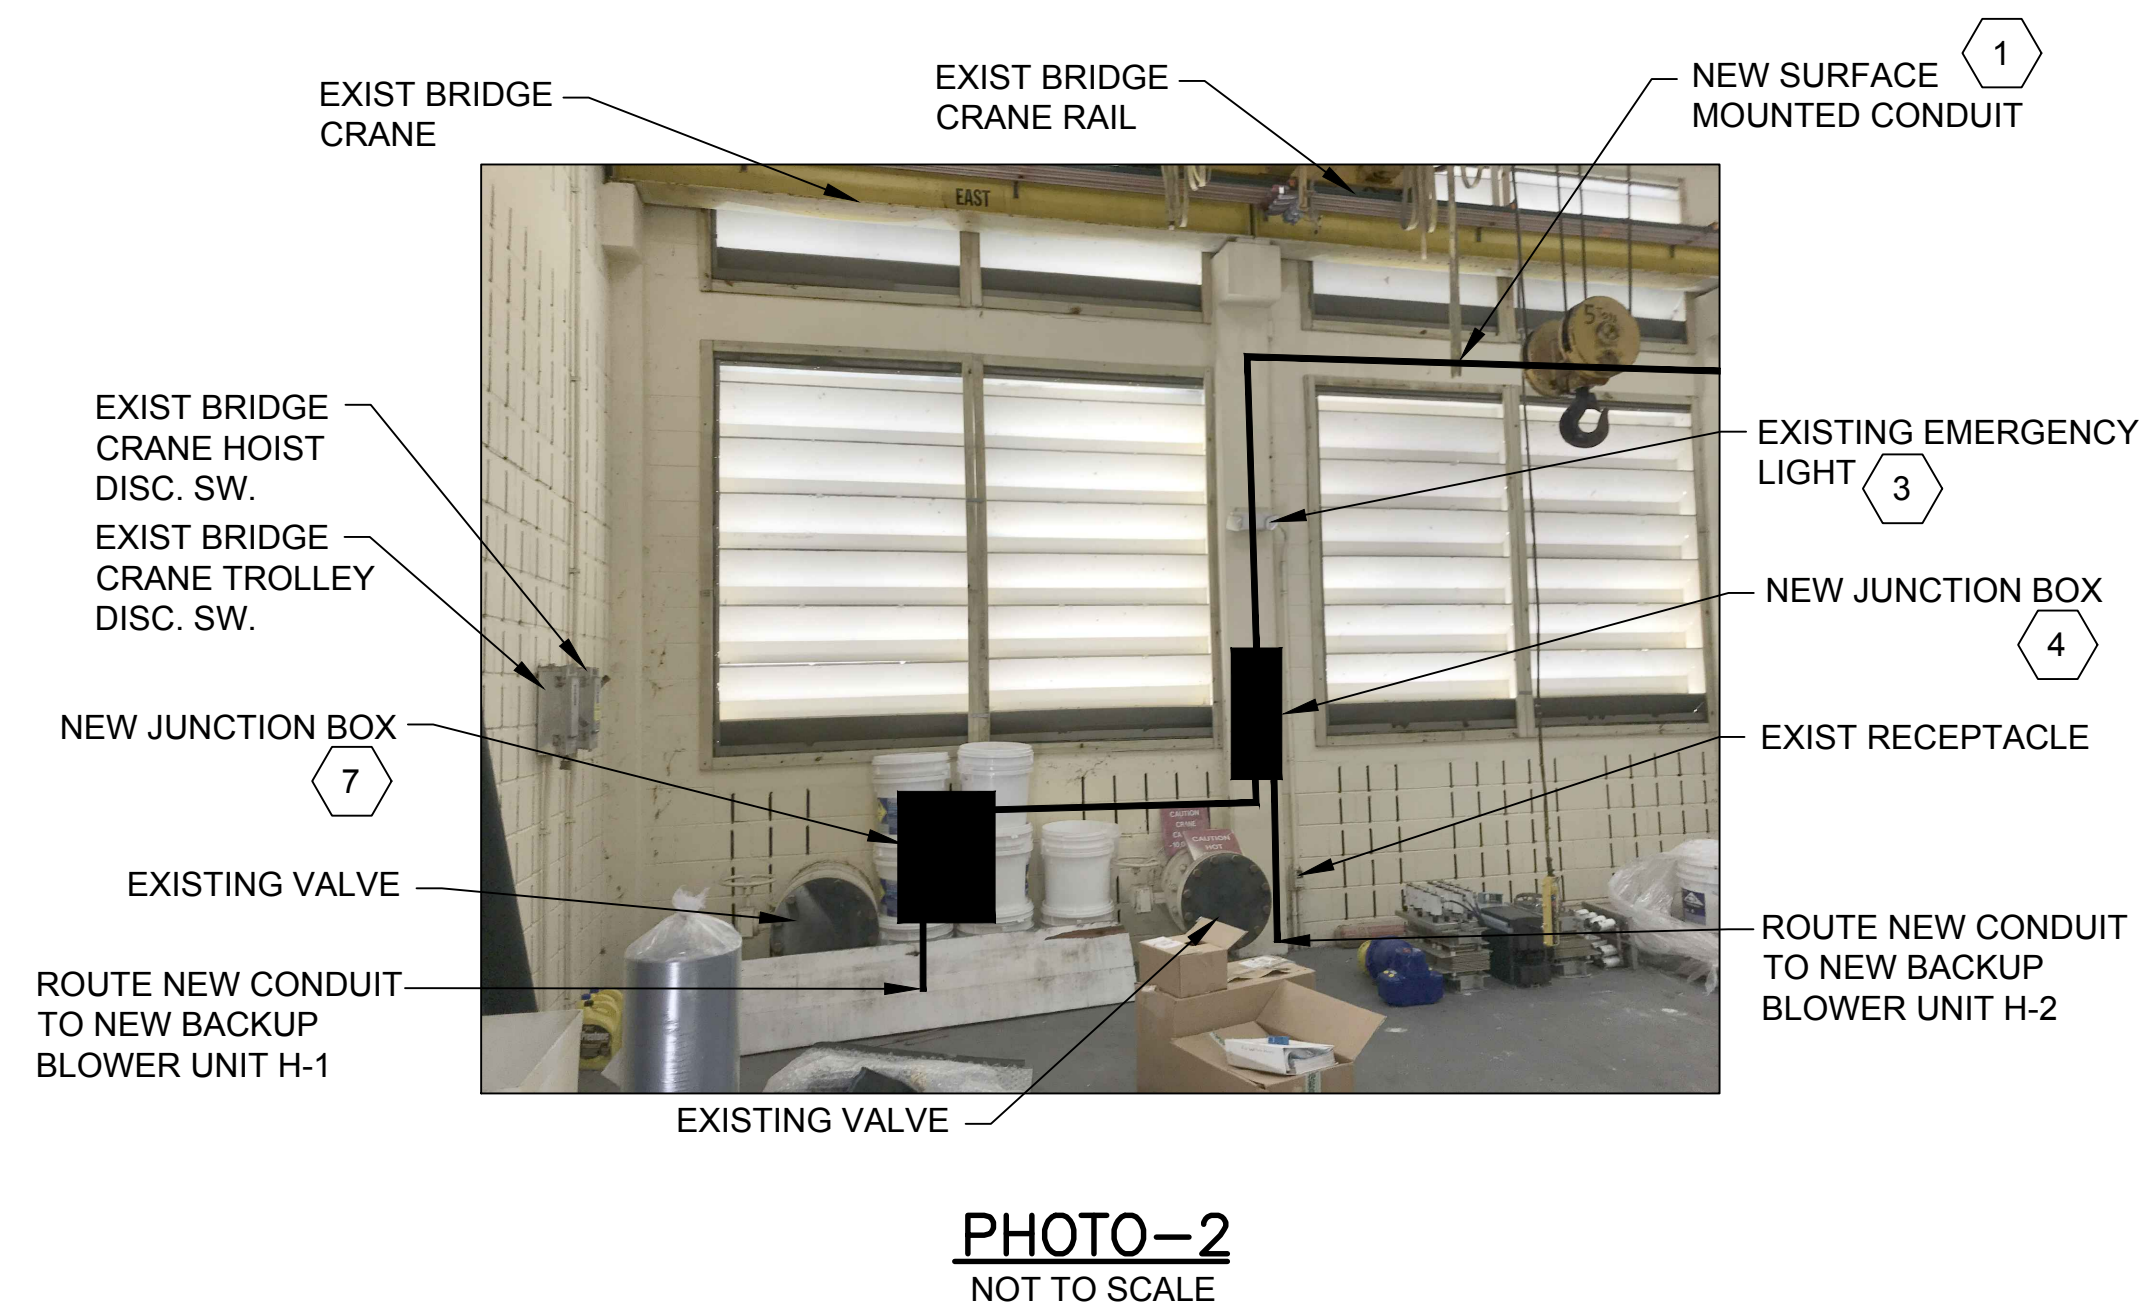 1
EXIST BRIDGE
CRANE
EXIST BRIDGE
CRANE RAIL
NEW SURFACE
MOUNTED CONDUIT
EAST
5
EXIST BRIDGE
CRANE HOIST
DISC. SW.
EXIST BRIDGE
CRANE TROLLEY
DISC. SW.
EXISTING EMERGENCY
LIGHT
3
NEW JUNCTION BOX
4
NEW JUNCTION BOX
7
EXIST RECEPTACLE
CAUTION
CRANE
CAUTION
HOT
EXISTING VALVE
ROUTE NEW CONDUIT
TO NEW BACKUP
BLOWER UNIT H-1
ROUTE NEW CONDUIT
TO NEW BACKUP
BLOWER UNIT H-2
EXISTING VALVE
PHOTO-2
NOT TO SCALE